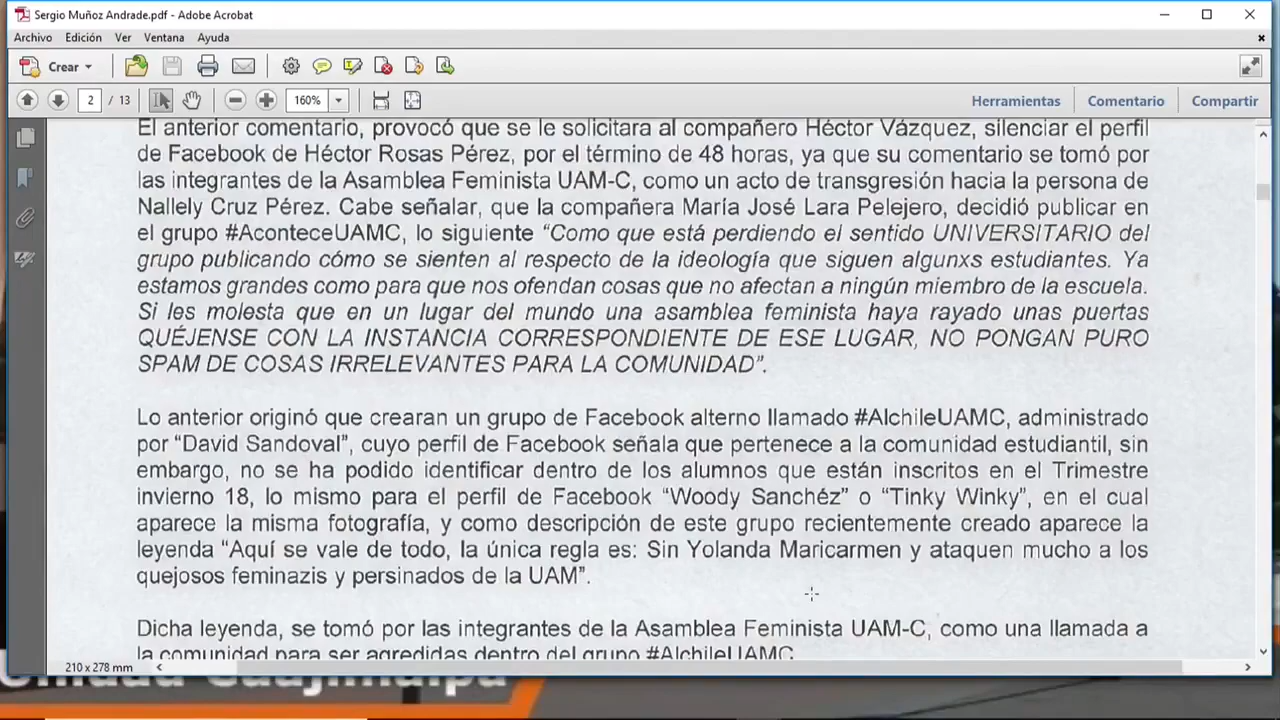 Sergio Muñoz Andrade.pdf - Adobe Acrobat
Archivo Edición Ver Ventana Ayuda
Crear
2 / 13 160% Herramientas Comentario Compartir
El anterior comentario, provocó que se le solicitara al compañero Héctor Vázquez, silenciar el perfil
de Facebook de Héctor Rosas Pérez, por el término de 48 horas, ya que su comentario se tomó por
las integrantes de la Asamblea Feminista UAM-C, como un acto de transgresión hacia la persona de
Nallely Cruz Pérez. Cabe señalar, que la compañera María José Lara Pelejero, decidió publicar en
el grupo #AconteceUAMC, lo siguiente “Como que está perdiendo el sentido UNIVERSITARIO del
grupo publicando cómo se sienten al respecto de la ideología que siguen algunxs estudiantes. Ya
estamos grandes como para que nos ofendan cosas que no afectan a ningún miembro de la escuela.
Si les molesta que en un lugar del mundo una asamblea feminista haya rayado unas puertas
QUÉJENSE CON LA INSTANCIA CORRESPONDIENTE DE ESE LUGAR, NO PONGAN PURO
SPAM DE COSAS IRRELEVANTES PARA LA COMUNIDAD”.
Lo anterior originó que crearan un grupo de Facebook alterno llamado #AlchileUAMC, administrado
por “David Sandoval”, cuyo perfil de Facebook señala que pertenece a la comunidad estudiantil, sin
embargo, no se ha podido identificar dentro de los alumnos que están inscritos en el Trimestre
invierno 18, lo mismo para el perfil de Facebook “Woody Sanchéz” o “Tinky Winky”, en el cual
aparece la misma fotografía, y como descripción de este grupo recientemente creado aparece la
leyenda “Aquí se vale de todo, la única regla es: Sin Yolanda Maricarmen y ataquen mucho a los
quejosos feminazis y persinados de la UAM”.
Dicha leyenda, se tomó por las integrantes de la Asamblea Feminista UAM-C, como una llamada a
la comunidad para ser agredidas dentro del grupo #AlchileUAMC.
210 x 278 mm
Unidad Cuajimalpa